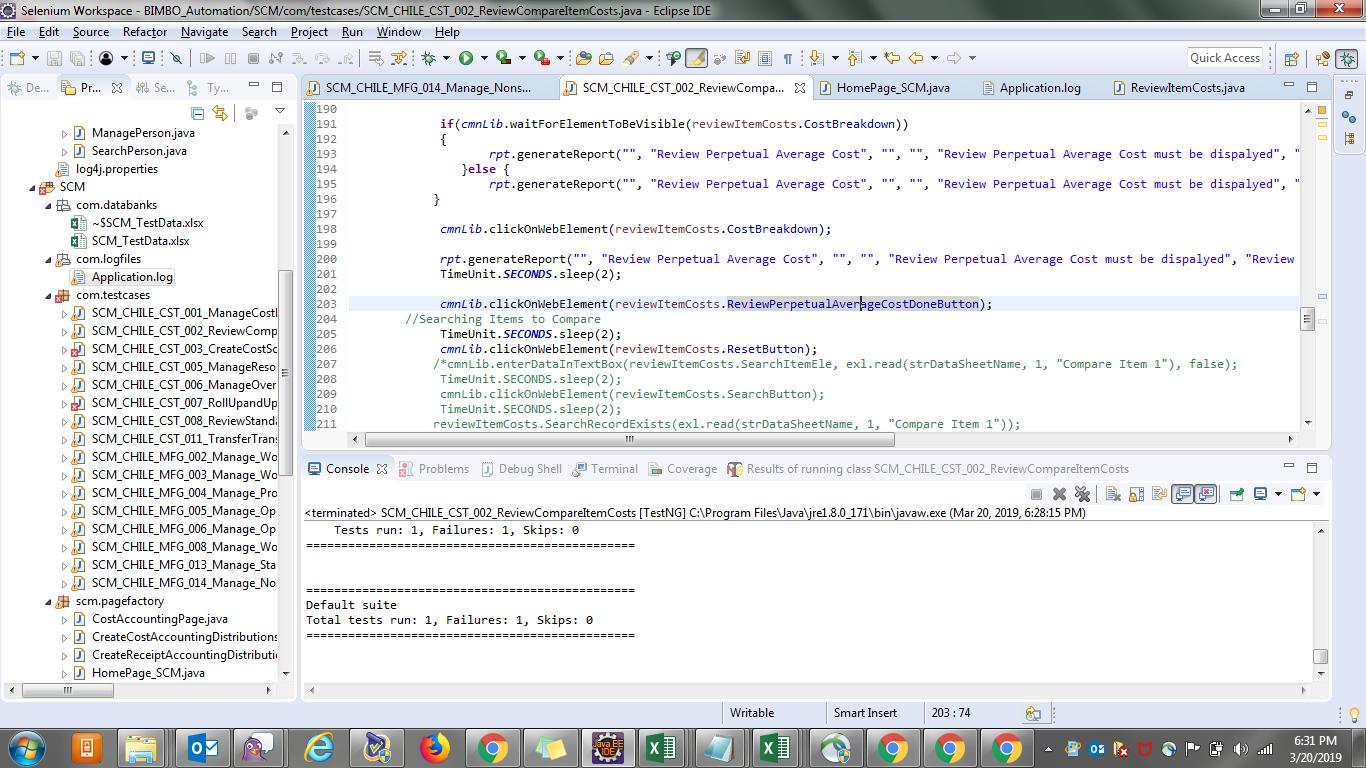 Selenium Workspace - BIMBO_Automation/SCM/com/testcases/SCM_CHILE_CST_002_ReviewCompareItemCosts.java - Eclipse IDE
File Edit Source Refactor Navigate Search Project Run Window Help
Quick Access
De... Pr... Se... Ty...
ManagePerson.java
SearchPerson.java
log4j.properties
SCM
com.databanks
~$SCM_TestData.xlsx
SCM_TestData.xlsx
com.logfiles
Application.log
com.testcases
SCM_CHILE_CST_001_ManageCostI
SCM_CHILE_CST_002_ReviewComp
SCM_CHILE_CST_003_CreateCostSc
SCM_CHILE_CST_005_ManageReso
SCM_CHILE_CST_006_ManageOver
SCM_CHILE_CST_007_RollUpandUp
SCM_CHILE_CST_008_ReviewStanda
SCM_CHILE_CST_011_TransferTran
SCM_CHILE_MFG_002_Manage_Wo
SCM_CHILE_MFG_003_Manage_Wo
SCM_CHILE_MFG_004_Manage_Pro
SCM_CHILE_MFG_005_Manage_Op
SCM_CHILE_MFG_006_Manage_Op
SCM_CHILE_MFG_008_Manage_Wo
SCM_CHILE_MFG_013_Manage_Sta
SCM_CHILE_MFG_014_Manage_No
scm.pagefactory
CostAccountingPage.java
CreateCostAccountingDistributions
CreateReceiptAccountingDistributi
HomePage_SCM.java
SCM_CHILE_MFG_014_Manage_Nons... SCM_CHILE_CST_002_ReviewCompa... HomePage_SCM.java Application.log ReviewItemCosts.java
190
191 if(cmnLib.waitForElementToBeVisible(reviewItemCosts.CostBreakdown))
192 {
193 rpt.generateReport("", "Review Perpetual Average Cost", "", "", "Review Perpetual Average Cost must be dispalyed", "
194 }else {
195 rpt.generateReport("", "Review Perpetual Average Cost", "", "", "Review Perpetual Average Cost must be dispalyed", "
196 }
197
198 cmnLib.clickOnWebElement(reviewItemCosts.CostBreakdown);
199
200 rpt.generateReport("", "Review Perpetual Average Cost", "", "", "Review Perpetual Average Cost must be dispalyed", "Review
201 TimeUnit.SECONDS.sleep(2);
202
203 cmnLib.clickOnWebElement(reviewItemCosts.ReviewPerpetualAverageCostDoneButton);
204 //Searching Items to Compare
205 TimeUnit.SECONDS.sleep(2);
206 cmnLib.clickOnWebElement(reviewItemCosts.ResetButton);
207 /*cmnLib.enterDataInTextBox(reviewItemCosts.SearchItemEle, exl.read(strDataSheetName, 1, "Compare Item 1"), false);
208 TimeUnit.SECONDS.sleep(2);
209 cmnLib.clickOnWebElement(reviewItemCosts.SearchButton);
210 TimeUnit.SECONDS.sleep(2);
211 reviewItemCosts.SearchRecordExists(exl.read(strDataSheetName, 1, "Compare Item 1"));
Console Problems Debug Shell Terminal Coverage Results of running class SCM_CHILE_CST_002_ReviewCompareItemCosts
<terminated> SCM_CHILE_CST_002_ReviewCompareItemCosts [TestNG] C:\Program Files\Java\jre1.8.0_171\bin\javaw.exe (Mar 20, 2019, 6:28:15 PM)
Tests run: 1, Failures: 1, Skips: 0
===============================================
===============================================
Default suite
Total tests run: 1, Failures: 1, Skips: 0
===============================================
Writable Smart Insert 203 : 74
Java EE IDE
6:31 PM
3/20/2019